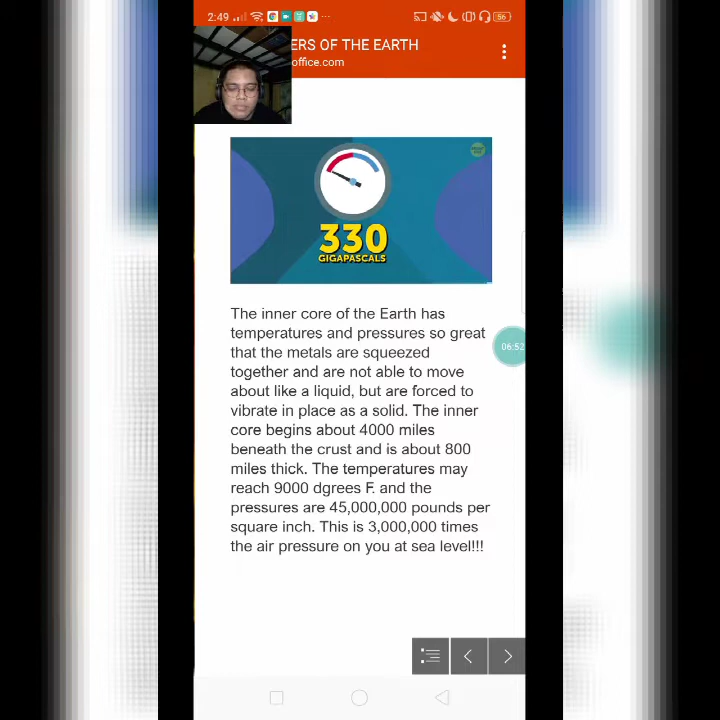 2:49
56
ERS OF THE EARTH
office.com
330
GIGAPASCALS
The inner core of the Earth has
temperatures and pressures so great
that the metals are squeezed
together and are not able to move
06:52
about like a liquid, but are forced to
vibrate in place as a solid. The inner
core begins about 4000 miles
beneath the crust and is about 800
miles thick. The temperatures may
reach 9000 dgrees F. and the
pressures are 45,000,000 pounds per
square inch. This is 3,000,000 times
the air pressure on you at sea level!!!